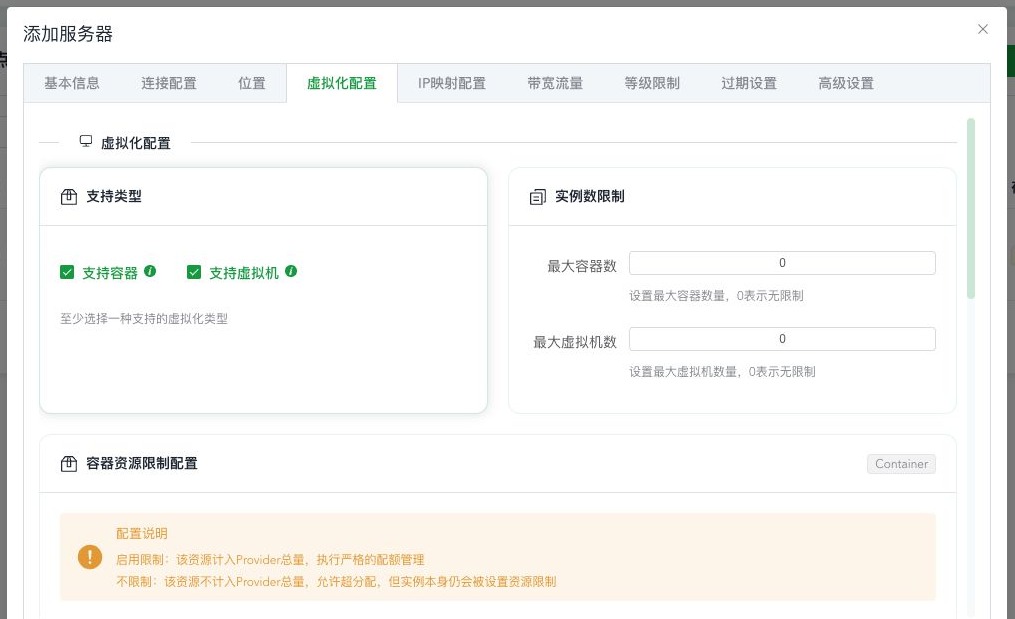 添加服务器
基本信息 连接配置 位置 虚拟化配置 IP映射配置 带宽流量 等级限制 过期设置 高级设置
虚拟化配置
支持类型
支持容器 支持虚拟机
至少选择一种支持的虚拟化类型
实例数限制
最大容器数 0
设置最大容器数量，0表示无限制
最大虚拟机数 0
设置最大虚拟机数量，0表示无限制
容器资源限制配置 Container
配置说明
启用限制：该资源计入Provider总量，执行严格的配额管理
不限制：该资源不计入Provider总量，允许超分配，但实例本身仍会被设置资源限制